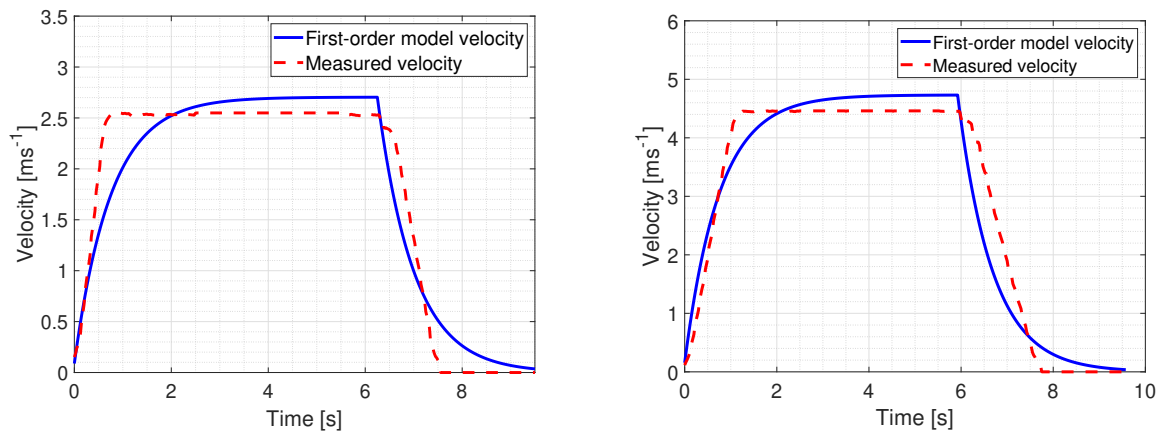 3.5
3
2.5
2
1.5
1
0.5
0
0 2 4 6 8
Velocity [ms-1]
Time [s]
First-order model velocity
Measured velocity
6
5
4
3
2
1
0
0 2 4 6 8 10
Velocity [ms-1]
Time [s]
First-order model velocity
Measured velocity